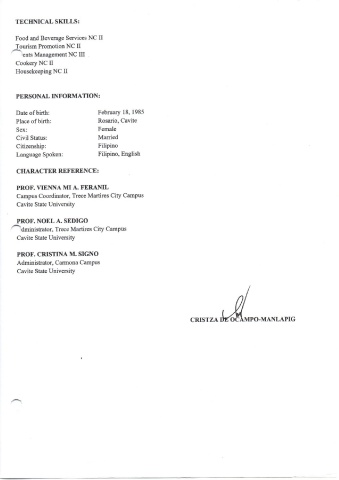 TECHNICAL SKILLS:
Food and Beverage Services NC II
Tourism Promotion NC II
ents Management NC III
Cookery NC II
Housekeeping NC II
PERSONAL INFORMATION:
Date of birth: February 18, 1985
Place of birth: Rosario, Cavite
Sex: Female
Civil Status: Married
Citizenship: Filipino
Language Spoken: Filipino, English
CHARACTER REFERENCE:
PROF. VIENNA MI A. FERANIL
Campus Coordinator, Trece Martires City Campus
Cavite State University
PROF. NOEL A. SEDIGO
dministrator, Trece Martires City Campus
Cavite State University
PROF. CRISTINA M. SIGNO
Administrator, Carmona Campus
Cavite State University
CRISTZA DE OCAMPO-MANLAPIG